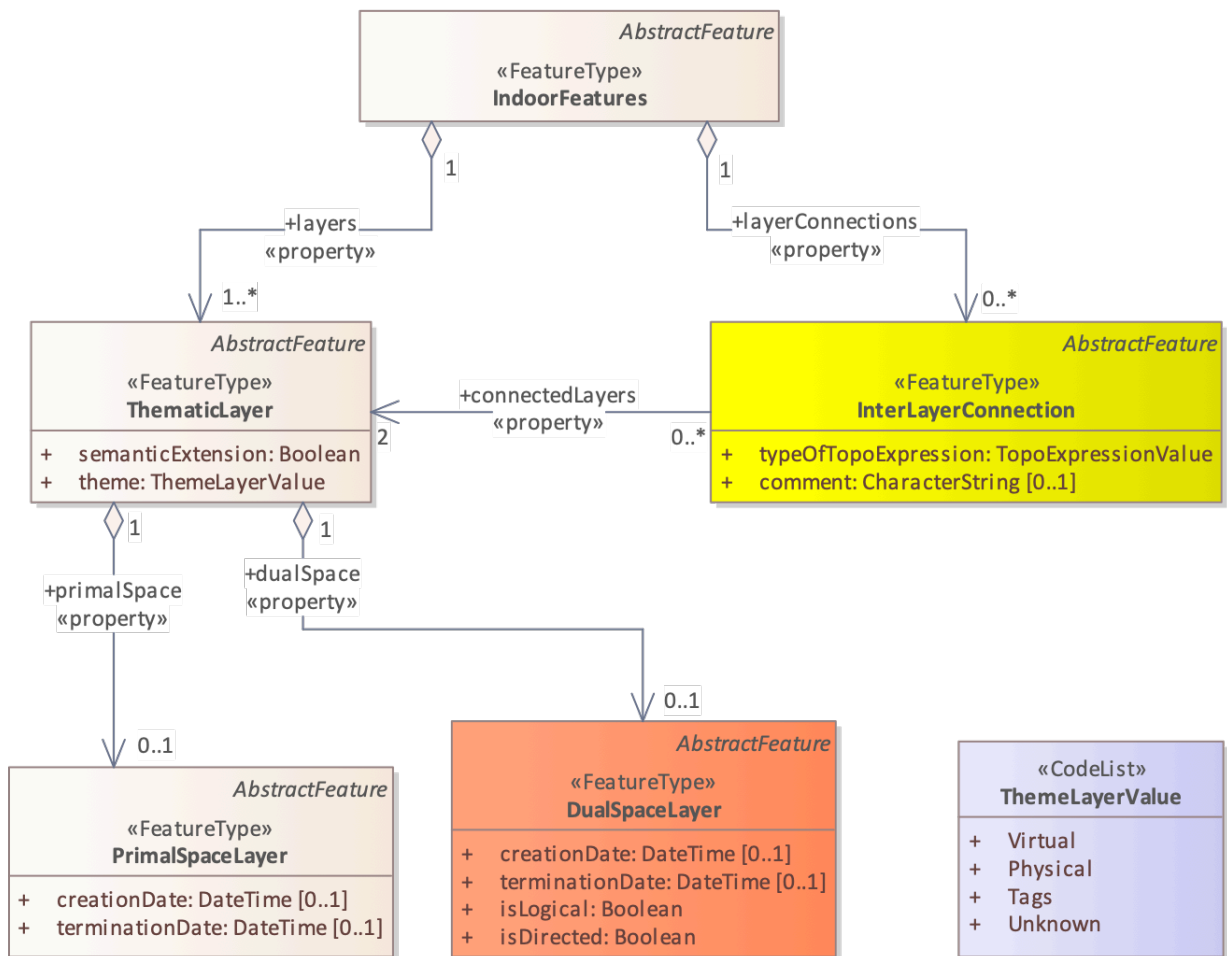 AbstractFeature
«FeatureType»
IndoorFeatures
1
1
+layers
«property»
+layerConnections
«property»
1..*
0..*
AbstractFeature
«FeatureType»
ThematicLayer
+ semanticExtension: Boolean
+ theme: ThemeLayerValue
+connectedLayers
«property»
2
0..*
AbstractFeature
«FeatureType»
InterLayerConnection
+ typeOfTopoExpression: TopoExpressionValue
+ comment: CharacterString [0..1]
1
1
+primalSpace
«property»
+dualSpace
«property»
0..1
0..1
AbstractFeature
«FeatureType»
PrimalSpaceLayer
+ creationDate: DateTime [0..1]
+ terminationDate: DateTime [0..1]
AbstractFeature
«FeatureType»
DualSpaceLayer
+ creationDate: DateTime [0..1]
+ terminationDate: DateTime [0..1]
+ isLogical: Boolean
+ isDirected: Boolean
«CodeList»
ThemeLayerValue
+ Virtual
+ Physical
+ Tags
+ Unknown